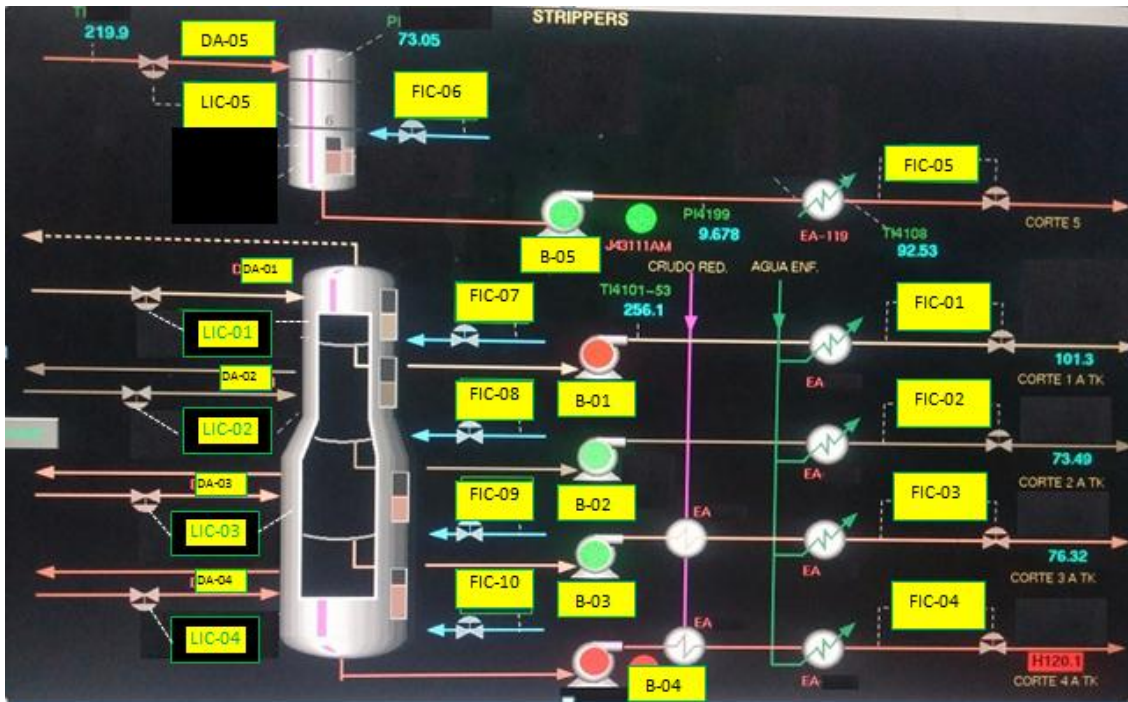 STRIPPERS
TI
219.9
DA-05
PI
73.05
LIC-05
FIC-06
1
6
FIC-05
CORTE 5
B-05
J43111AM
PI4199
9.678
EA-119
TI4108
92.53
CRUDO RED.
AGUA ENF.
DA-01
LIC-01
FIC-07
TI4101-53
256.1
FIC-01
B-01
EA
101.3
CORTE 1 A TK
DA-02
LIC-02
FIC-08
FIC-02
B-02
EA
73.49
CORTE 2 A TK
DA-03
LIC-03
FIC-09
FIC-03
EA
B-03
EA
76.32
CORTE 3 A TK
DA-04
LIC-04
FIC-10
FIC-04
EA
B-04
EA
H120.1
CORTE 4 A TK